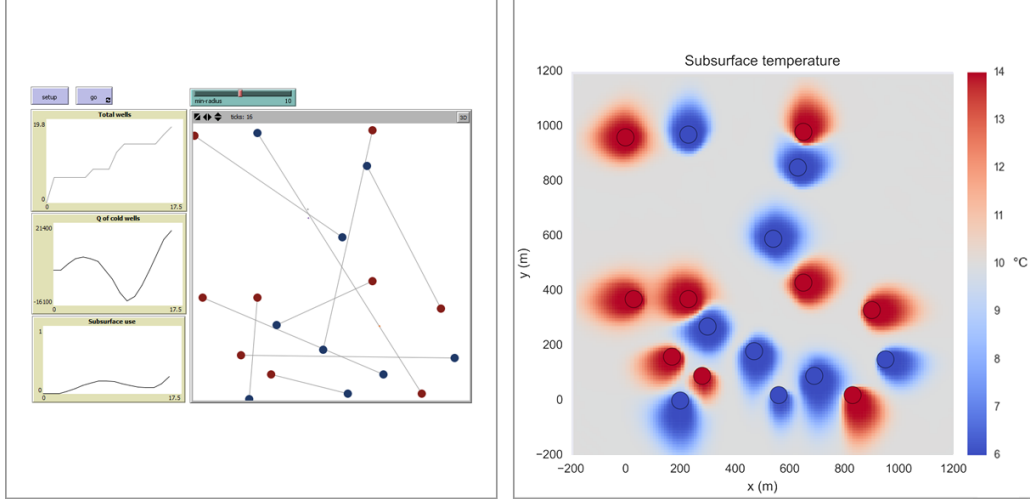 setup
go
min-radius 10
Total wells
19.8
0
0 17.5
Q of cold wells
21400
-16100
0 17.5
Subsurface use
1
0
0 17.5
ticks: 16
3D
Subsurface temperature
1200
1000
800
600
400
200
0
−200
y (m)
−200 0 200 400 600 800 1000 1200
x (m)
14
13
12
11
10
9
8
7
6
°C